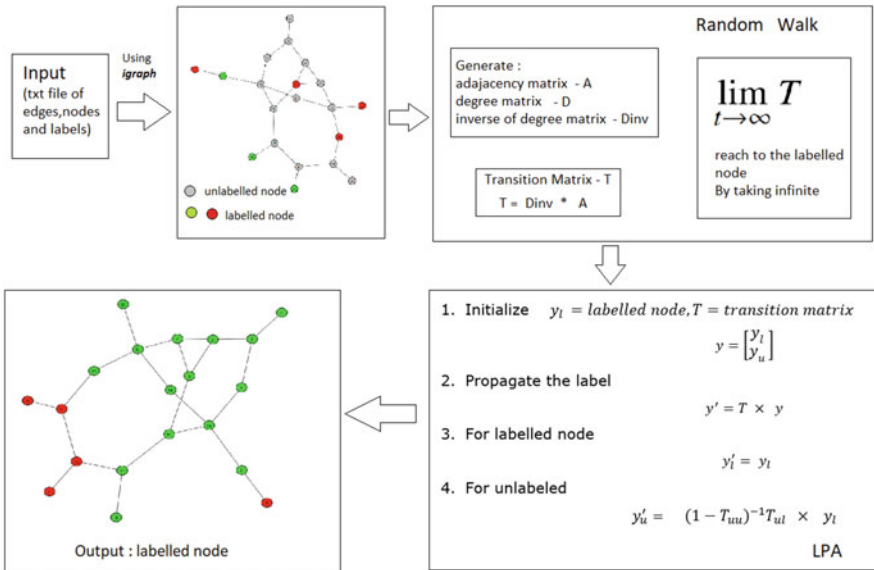 Input
(txt file of
edges,nodes
and labels)
Using
igraph
unlabelled node
labelled node
Random Walk
Generate :
adajacency matrix - A
degree matrix - D
inverse of degree matrix - Dinv
Transition Matrix - T
T = Dinv * A
lim T
t→∞
reach to the labelled
node
By taking infinite
1. Initialize y_l = labelled node, T = transition matrix
y = [y_l
y_u]
2. Propagate the label
y' = T × y
3. For labelled node
y'_l = y_l
4. For unlabeled
y'_u = (1 − T_uu)^−1 T_ul × y_l
LPA
Output : labelled node